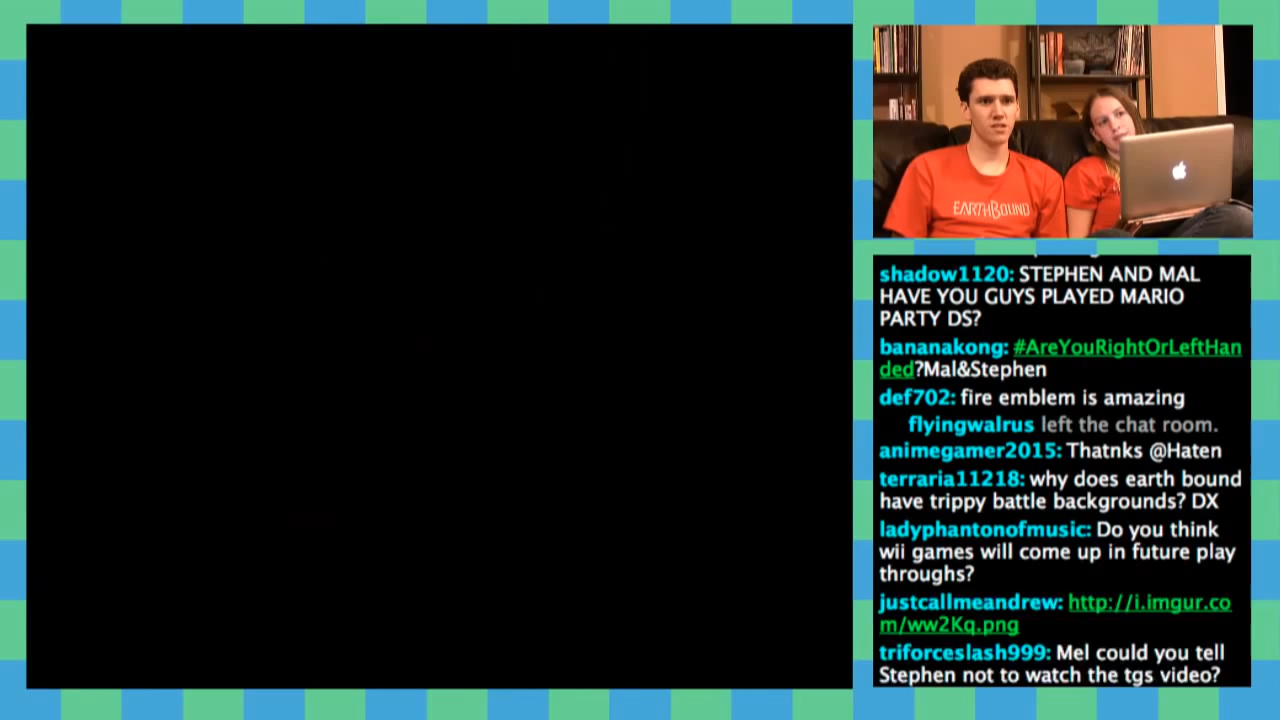 EARTHBOUND
shadow1120: STEPHEN AND MAL
HAVE YOU GUYS PLAYED MARIO
PARTY DS?
bananakong: #AreYouRightOrLeftHan
ded?Mal&Stephen
def702: fire emblem is amazing
flyingwalrus left the chat room.
animegamer2015: Thatnks @Haten
terraria11218: why does earth bound
have trippy battle backgrounds? DX
ladyphantonofmusic: Do you think
wii games will come up in future play
throughs?
justcallmeandrew: http://i.imgur.co
m/ww2Kq.png
triforceslash999: Mel could you tell
Stephen not to watch the tgs video?